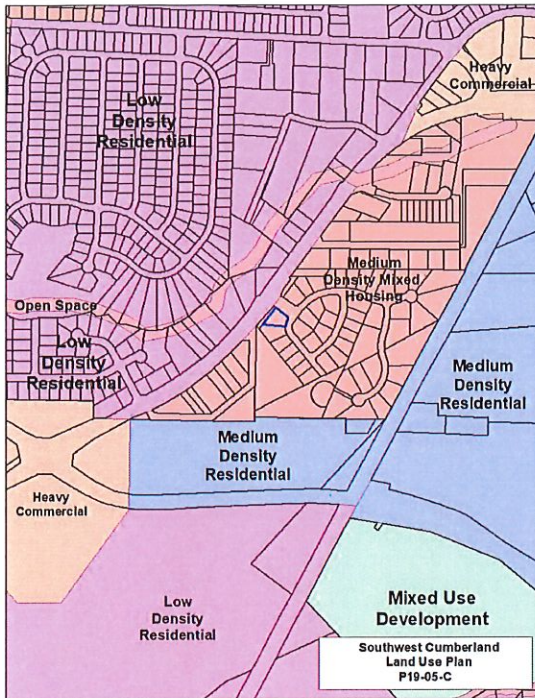 Heavy
Commercial
Low
Density
Residential
Medium
Density Mixed
Housing
Open Space
Low
Density
Residential
Medium
Density
Residential
Medium
Density
Residential
Heavy
Commercial
Low
Density
Residential
Mixed Use
Development
Southwest Cumberland
Land Use Plan
P19-05-C